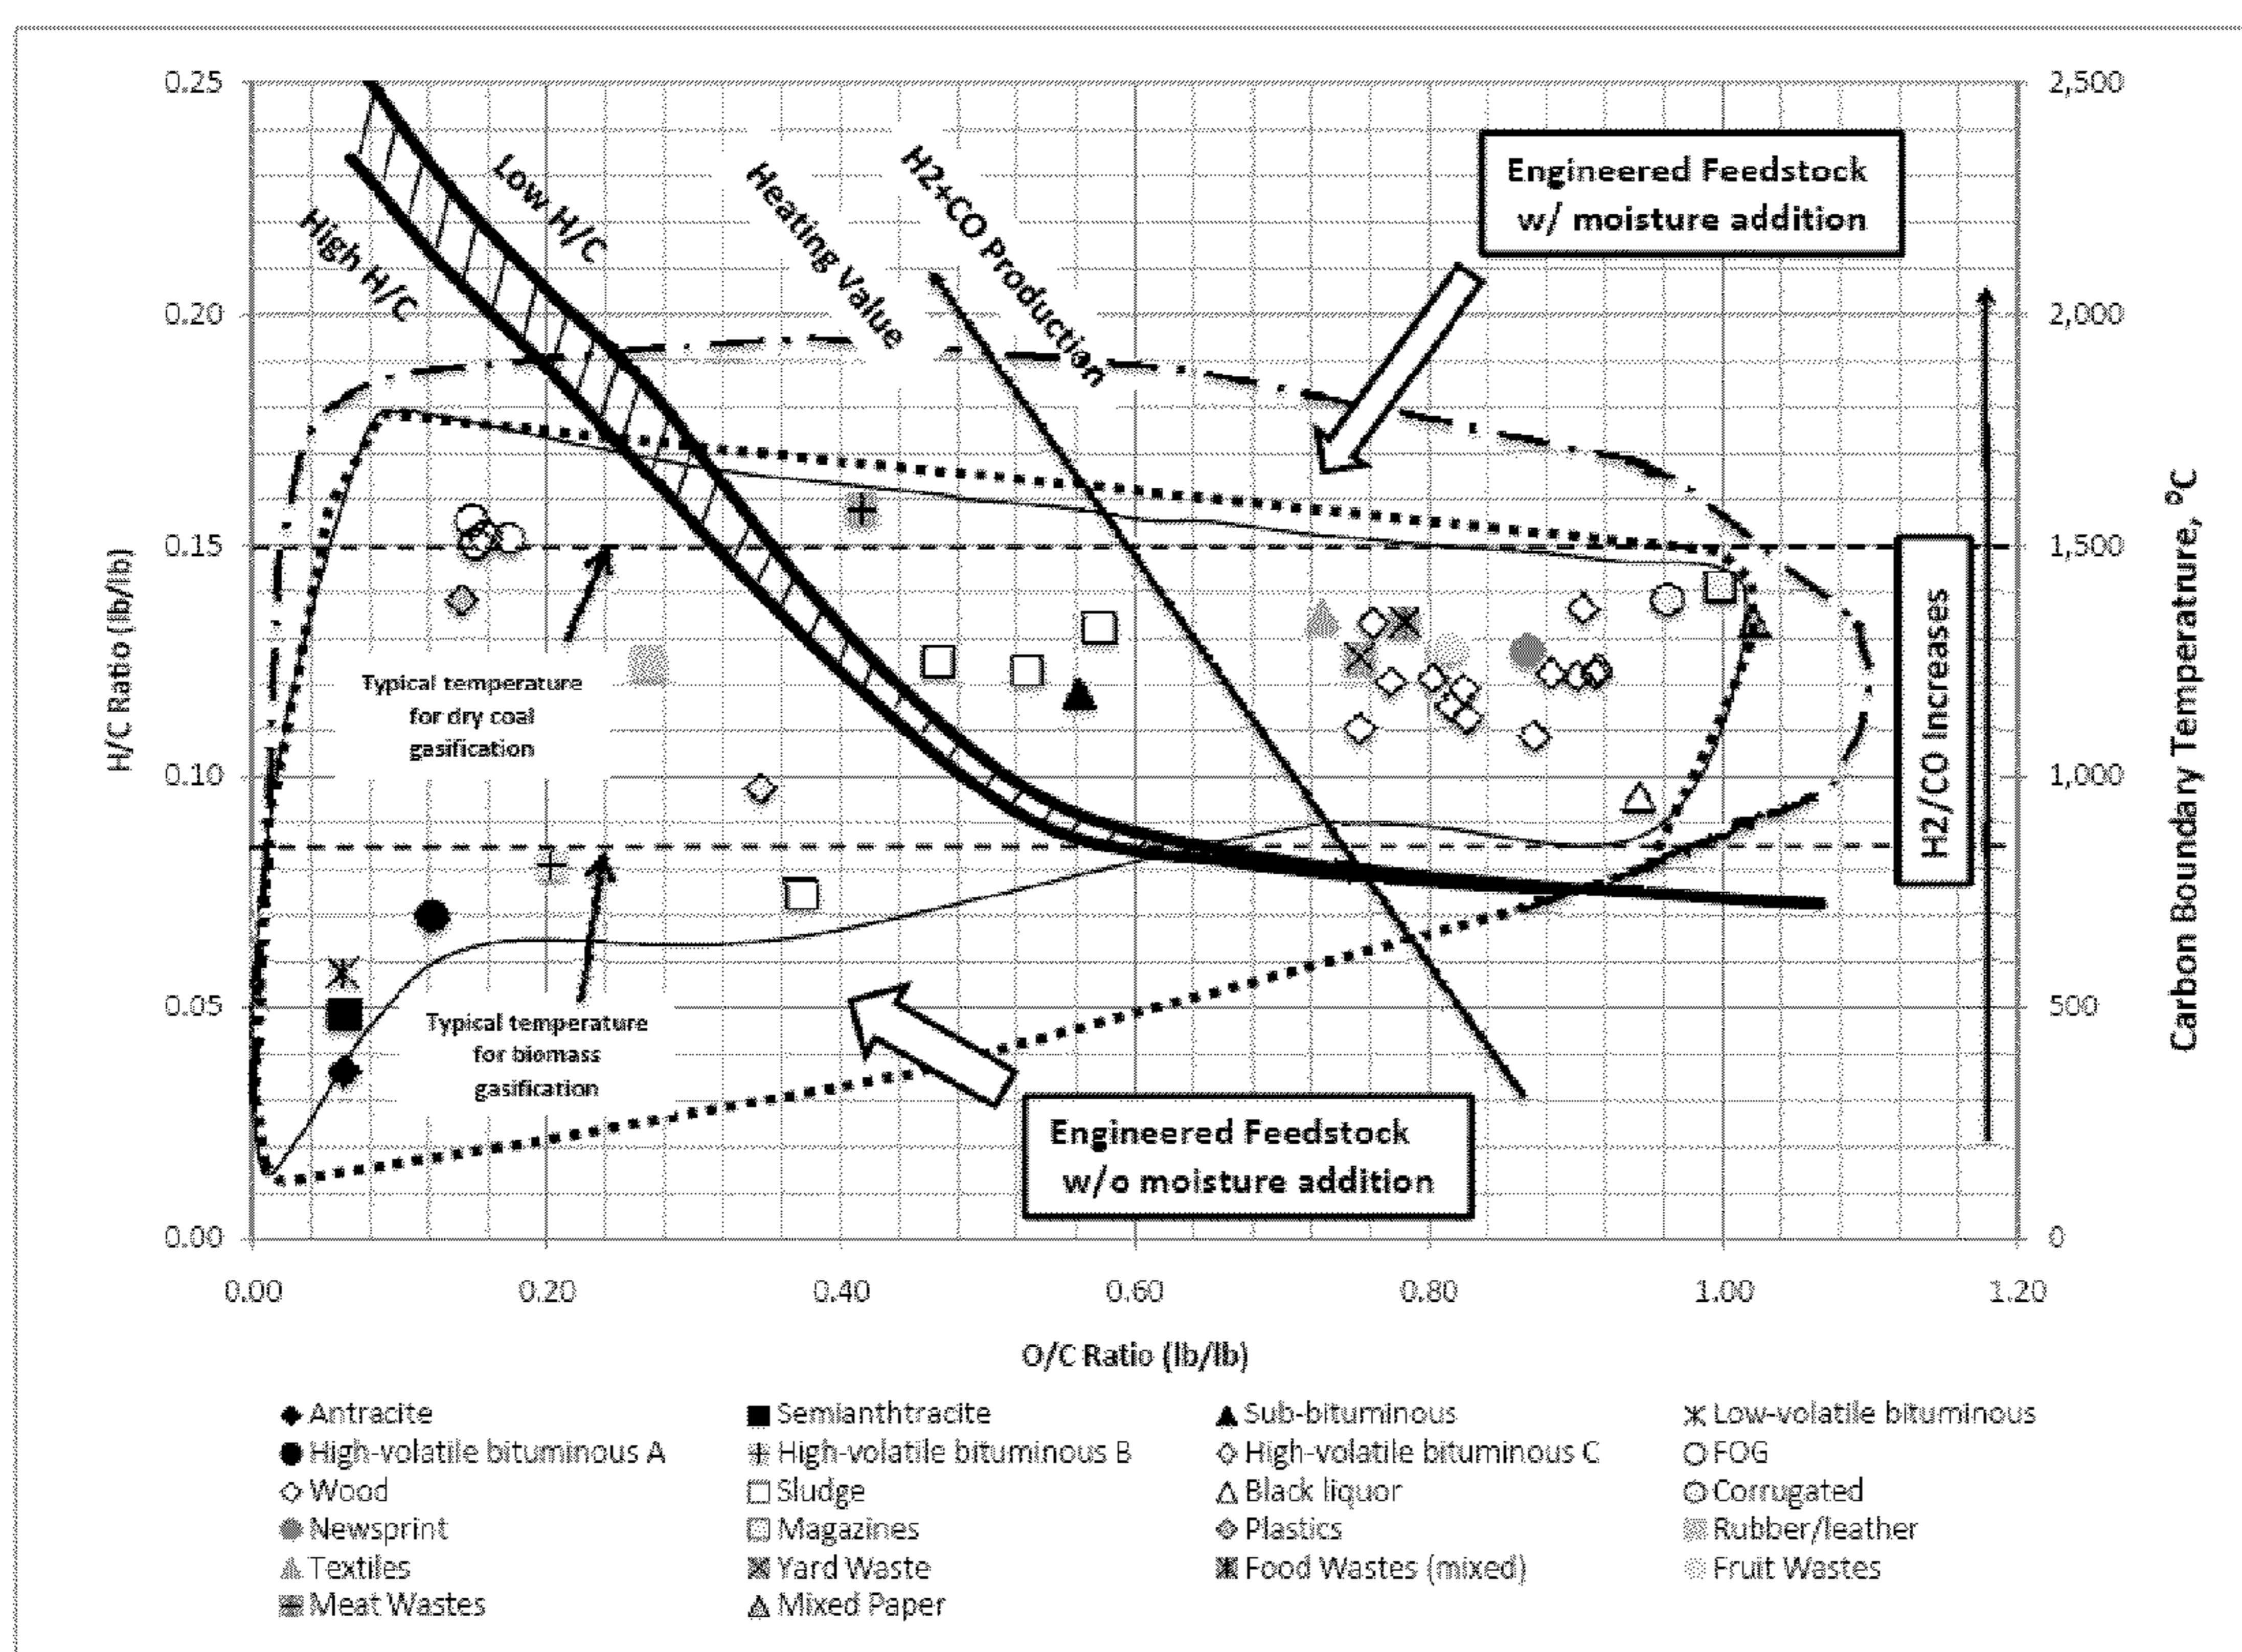 0.25
0.20
0.15
0.10
0.05
0.00
H/C Ratio (lb/lb)
2,500
2,000
1,500
1,000
500
0
Carbon Boundary Temperatrure, °C
Low H/C
High H/C
Heating Value
H2+CO Production
Engineered Feedstock
w/ moisture addition
Typical temperature
for dry coal
gasification
H2/CO Increases
Typical temperature
for biomass
gasification
Engineered Feedstock
w/o moisture addition
0.00 0.20 0.40 0.60 0.80 1.00 1.20
O/C Ratio (lb/lb)
Antracite Semianthtracite Sub-bituminous Low-volatile bituminous
High-volatile bituminous A High-volatile bituminous B High-volatile bituminous C FOG
Wood Sludge Black liquor Corrugated
Newsprint Magazines Plastics Rubber/leather
Textiles Yard Waste Food Wastes (mixed) Fruit Wastes
Meat Wastes Mixed Paper